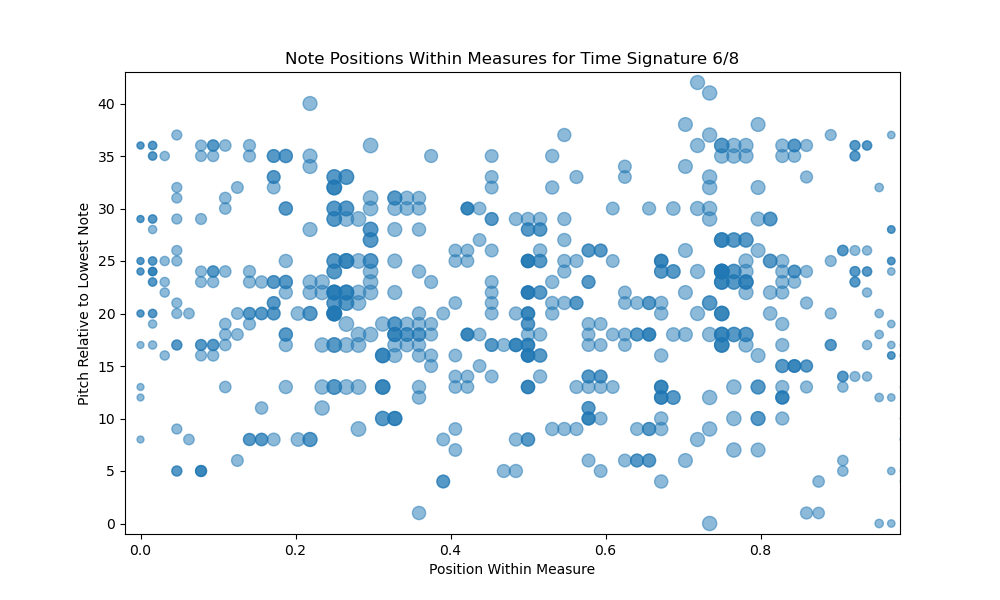 Note Positions Within Measures for Time Signature 6/8
40
35
30
25
20
15
10
5
0
Pitch Relative to Lowest Note
0.0 0.2 0.4 0.6 0.8
Position Within Measure